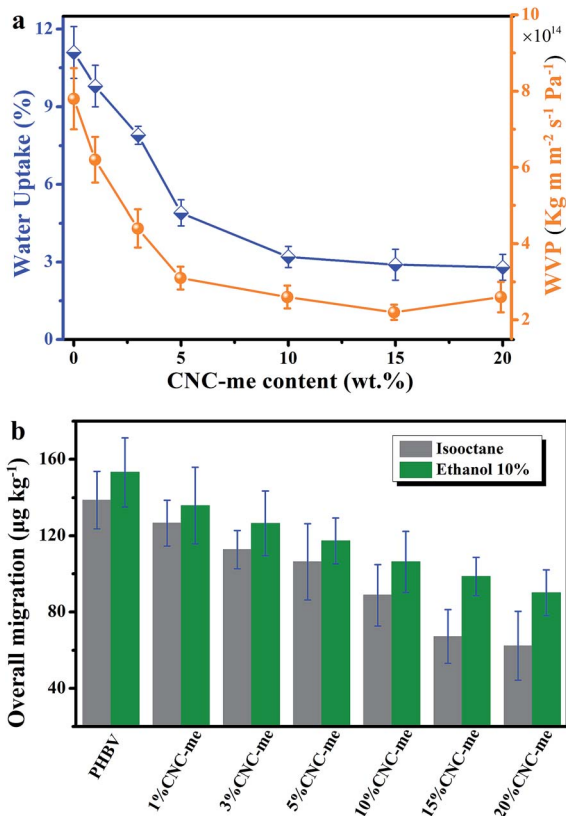 a
12
9
6
3
0
Water Uptake (%)
10
8
6
4
2
×10¹⁴
WVP (Kg m m⁻² s⁻¹ Pa⁻¹)
0 5 10 15 20
CNC-me content (wt.%)
b
160
120
80
40
Overall migration (µg kg⁻¹)
Isooctane
Ethanol 10%
PHBV
1%CNC-me
3%CNC-me
5%CNC-me
10%CNC-me
15%CNC-me
20%CNC-me